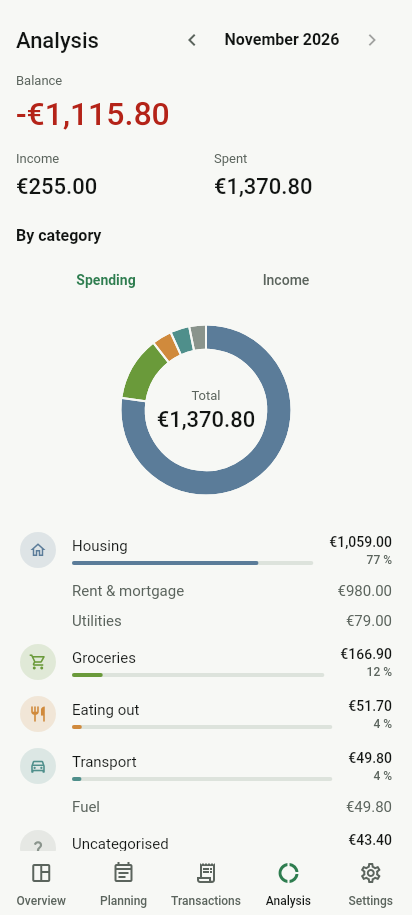 Analysis
November 2026
Balance
-€1,115.80
Income Spent
€255.00 €1,370.80
By category
Spending Income
Total
€1,370.80
Housing €1,059.00
77 %
Rent & mortgage €980.00
Utilities €79.00
Groceries €166.90
12 %
Eating out €51.70
4 %
Transport €49.80
4 %
Fuel €49.80
? Uncategorised €43.40
Overview Planning Transactions Analysis Settings